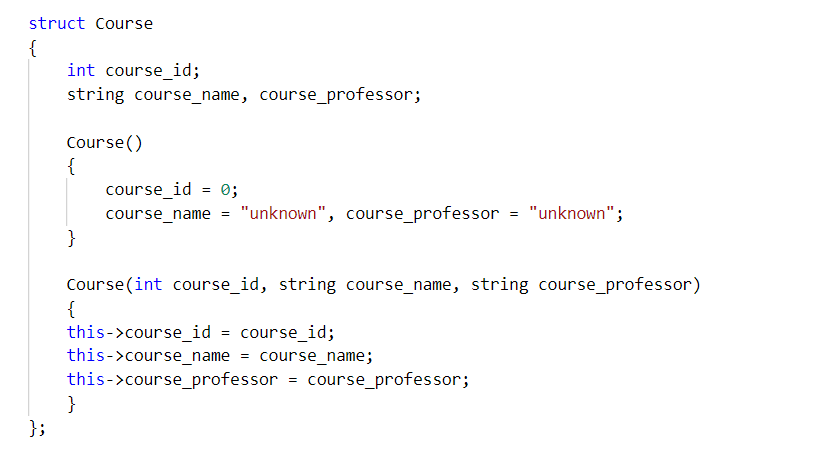 struct Course
{
    int course_id;
    string course_name, course_professor;

    Course()
    {
        course_id = 0;
        course_name = "unknown", course_professor = "unknown";
    }

    Course(int course_id, string course_name, string course_professor)
    {
    this->course_id = course_id;
    this->course_name = course_name;
    this->course_professor = course_professor;
    }
};